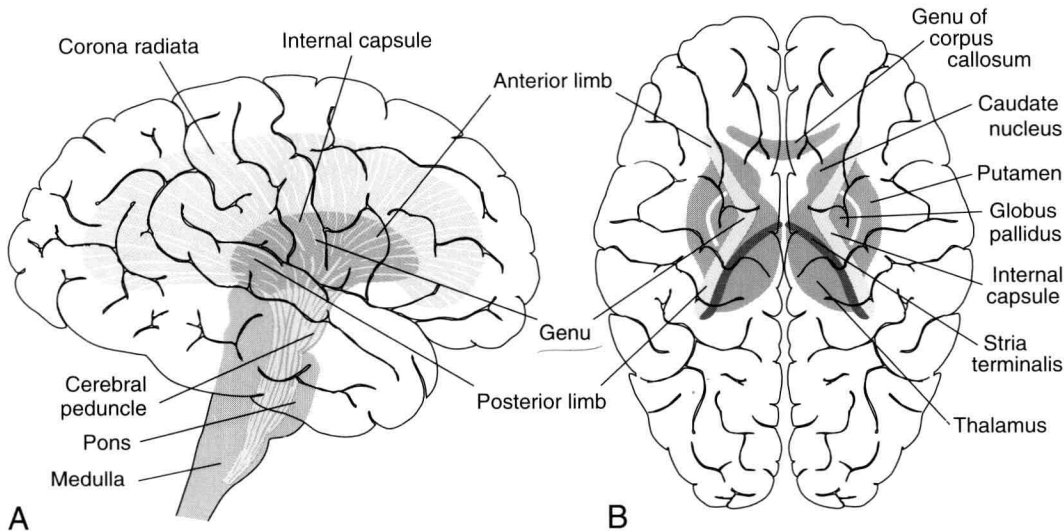 Corona radiata
Internal capsule
Anterior limb
Genu of
corpus
callosum
Caudate
nucleus
Putamen
Globus
pallidus
Internal
capsule
Genu
Stria
terminalis
Cerebral
peduncle
Posterior limb
Pons
Thalamus
Medulla
A
B